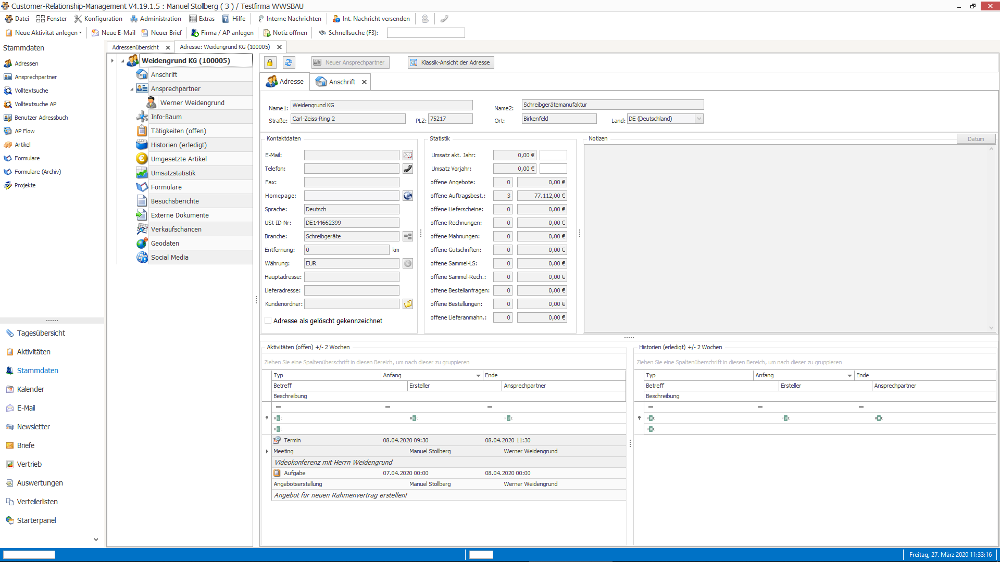 Customer-Relationship-Management V4.19.1.5 : Manuel Stollberg ( 3 ) / Testfirma WWSBAU
Datei Fenster Konfiguration Administration Extras Hilfe Interne Nachrichten Int. Nachricht versenden
Neue Aktivität anlegen Neue E-Mail Neuer Brief Firma / AP anlegen Notiz öffnen Schnellsuche (F3):
Stammdaten
Adressen
Ansprechpartner
Volltextsuche
Volltextsuche AP
Benutzer Adressbuch
AP Flow
Artikel
Formulare
Formulare (Archiv)
Projekte
Tagesübersicht
Aktivitäten
Stammdaten
Kalender
E-Mail
Newsletter
Briefe
Vertrieb
Auswertungen
Verteilerlisten
Starterpanel
Adressenübersicht Adresse: Weidengrund KG (100005)
Weidengrund KG (100005)
Anschrift
Ansprechpartner
Werner Weidengrund
Info-Baum
Tätigkeiten (offen)
Historien (erledigt)
Umgesetzte Artikel
Umsatzstatistik
Formulare
Besuchsberichte
Externe Dokumente
Verkaufschancen
Geodaten
Social Media
Neuer Ansprechpartner Klassik-Ansicht der Adresse
Adresse Anschrift
Name1: Weidengrund KG Name2: Schreibgerätemanufaktur
Straße: Carl-Zeiss-Ring 2 PLZ: 75217 Ort: Birkenfeld Land: DE (Deutschland)
Kontaktdaten
E-Mail:
Telefon:
Fax:
Homepage:
Sprache: Deutsch
USt-ID-Nr: DE144662399
Branche: Schreibgeräte
Entfernung: 0 km
Währung: EUR
Hauptadresse:
Lieferadresse:
Kundenordner:
Adresse als gelöscht gekennzeichnet
Statistik
Umsatz akt. Jahr: 0,00 €
Umsatz Vorjahr: 0,00 €
offene Angebote: 0 0,00 €
offene Auftragsbest.: 3 77.112,00 €
offene Lieferscheine: 0 0,00 €
offene Rechnungen: 0 0,00 €
offene Mahnungen: 0 0,00 €
offene Gutschriften: 0 0,00 €
offene Sammel-LS: 0 0,00 €
offene Sammel-Rech.: 0 0,00 €
offene Bestellanfragen: 0 0,00 €
offene Bestellungen: 0 0,00 €
offene Lieferanmahn.: 0 0,00 €
Notizen Datum
Aktivitäten (offen) +/- 2 Wochen
Ziehen Sie eine Spaltenüberschrift in diesen Bereich, um nach dieser zu gruppieren
Typ Anfang Ende
Betreff Ersteller Ansprechpartner
Beschreibung
= = =
ABC ABC ABC
ABC
Termin 08.04.2020 09:30 08.04.2020 11:30
Meeting Manuel Stollberg Werner Weidengrund
Videokonferenz mit Herrn Weidengrund
Aufgabe 07.04.2020 00:00 08.04.2020 00:00
Angebotserstellung Manuel Stollberg Werner Weidengrund
Angebot für neuen Rahmenvertrag erstellen!
Historien (erledigt) +/- 2 Wochen
Ziehen Sie eine Spaltenüberschrift in diesen Bereich, um nach dieser zu gruppieren
Typ Anfang Ende
Betreff Ersteller Ansprechpartner
Beschreibung
= = =
ABC ABC ABC
ABC
Freitag, 27. März 2020 11:33:16